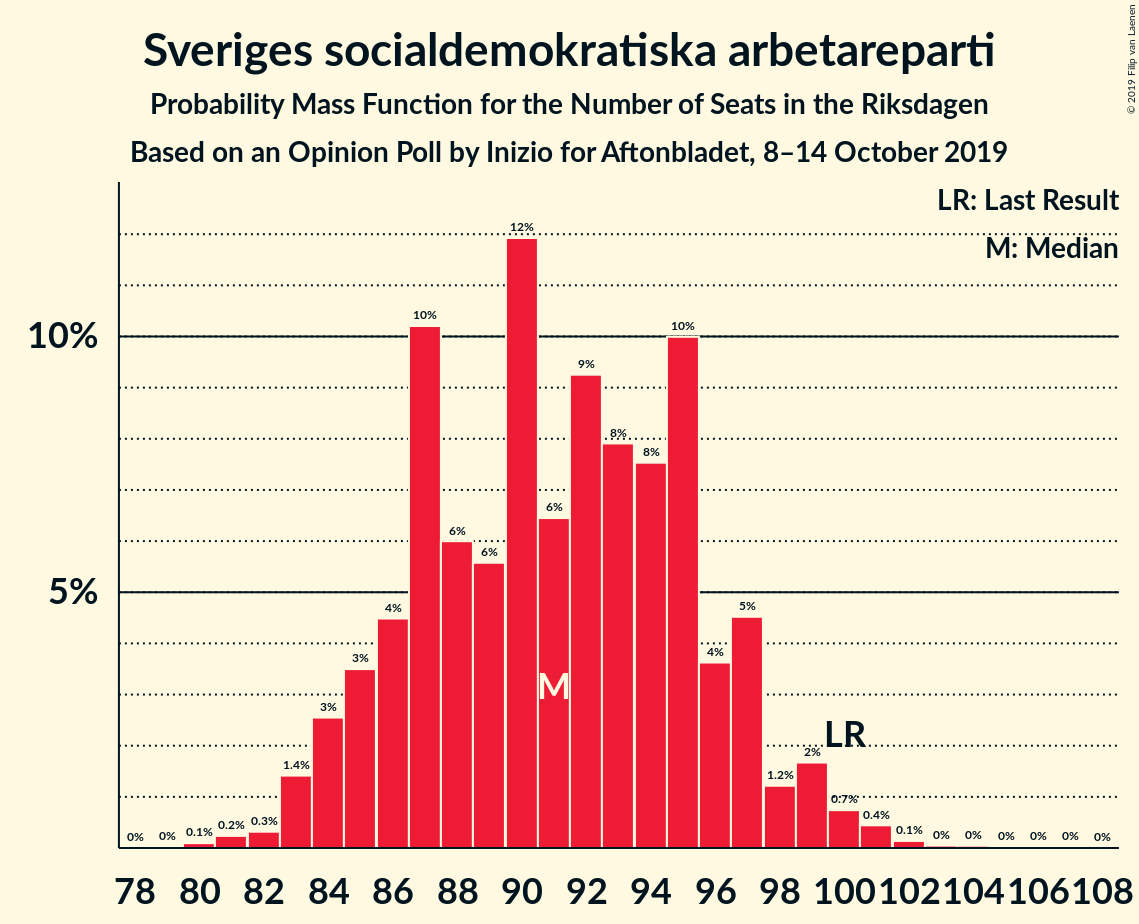 Sveriges socialdemokratiska arbetareparti
Probability Mass Function for the Number of Seats in the Riksdagen
Based on an Opinion Poll by Inizio for Aftonbladet, 8–14 October 2019
© 2019 Filip van Laenen
LR: Last Result
M: Median
10%
5%
0% 0% 0.1% 0.2% 0.3% 1.4% 3% 3% 4% 10% 6% 6% 12% 6% 9% 8% 8% 10% 4% 5% 1.2% 2% 0.7% 0.4% 0.1% 0% 0% 0% 0% 0% 0%
M
LR
78 80 82 84 86 88 90 92 94 96 98 100 102 104 106 108